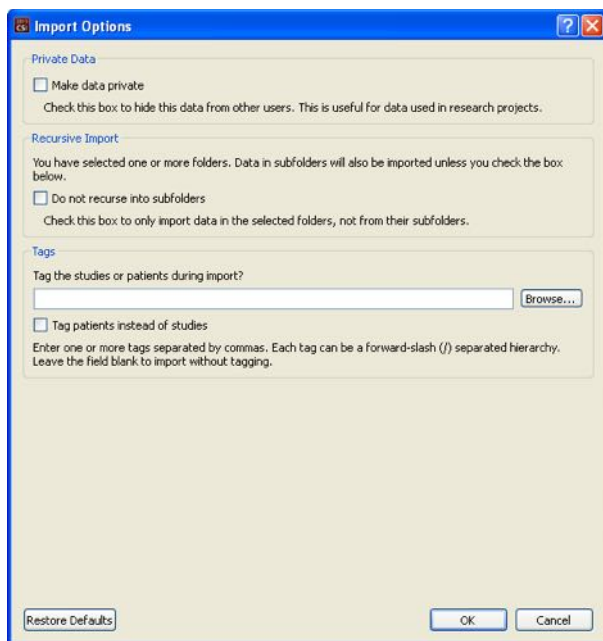 Import Options
Private Data
Make data private
Check this box to hide this data from other users. This is useful for data used in research projects.
Recursive Import
You have selected one or more folders. Data in subfolders will also be imported unless you check the box
below.
Do not recurse into subfolders
Check this box to only import data in the selected folders, not from their subfolders.
Tags
Tag the studies or patients during import?
Browse...
Tag patients instead of studies
Enter one or more tags separated by commas. Each tag can be a forward-slash (/) separated hierarchy.
Leave the field blank to import without tagging.
Restore Defaults
OK
Cancel